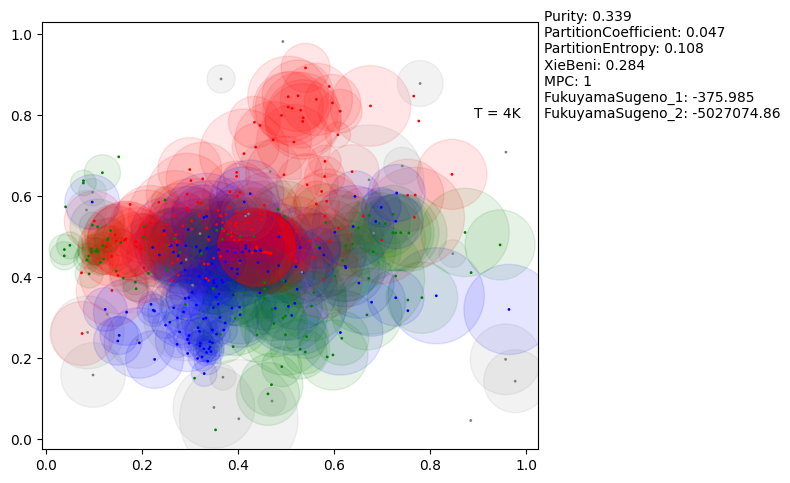 Purity: 0.339
PartitionCoefficient: 0.047
PartitionEntropy: 0.108
XieBeni: 0.284
MPC: 1
FukuyamaSugeno_1: -375.985
FukuyamaSugeno_2: -5027074.86
T = 4K
1.0
0.8
0.6
0.4
0.2
0.0
0.0 0.2 0.4 0.6 0.8 1.0